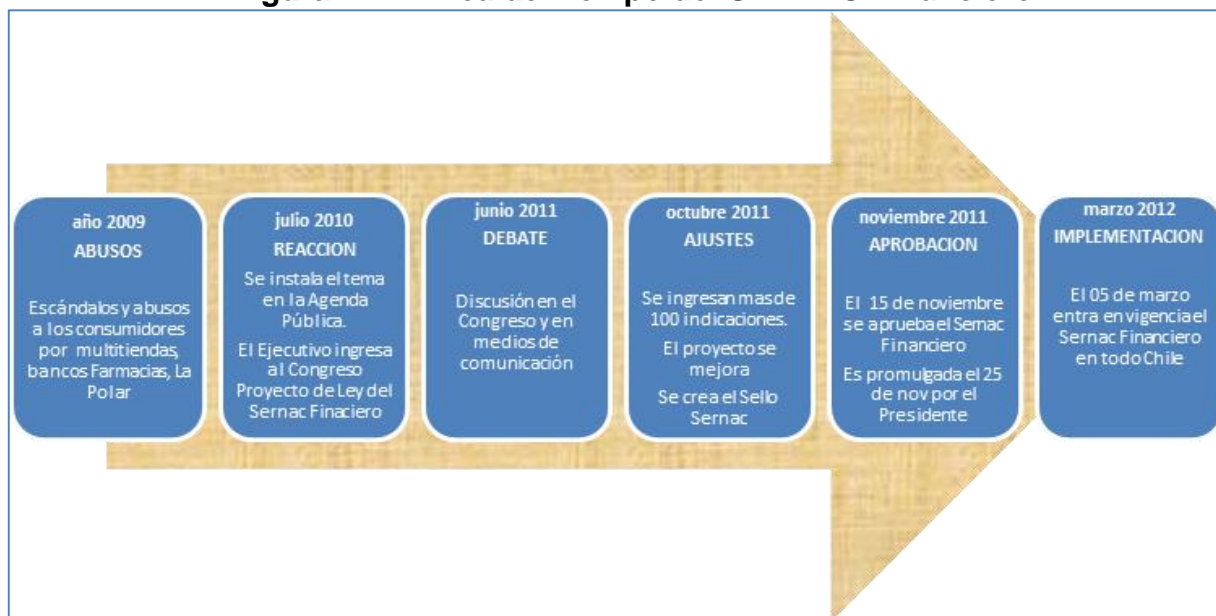 año 2009
ABUSOS
Escándalos y abusos
a los consumidores
por multitiendas,
bancos Farmacias, La
Polar
julio 2010
REACCION
Se instala el tema
en la Agenda
Pública.
El Ejecutivo ingresa
al Congreso
Proyecto de Ley del
Sernac Finaciero
junio 2011
DEBATE
Discusión en el
Congreso y en
medios de
comunicación
octubre 2011
AJUSTES
Se ingresan mas de
100 indicaciones.
El proyecto se
mejora
Se crea el Sello
Sernac
noviembre 2011
APROBACION
El 15 de noviembre
se aprueba el Sernac
Financiero
Es promulgada el 25
de nov por el
Presidente
marzo 2012
IMPLEMENTACION
El 05 de marzo
entra en vigencia el
Sernac Financiero
en todo Chile